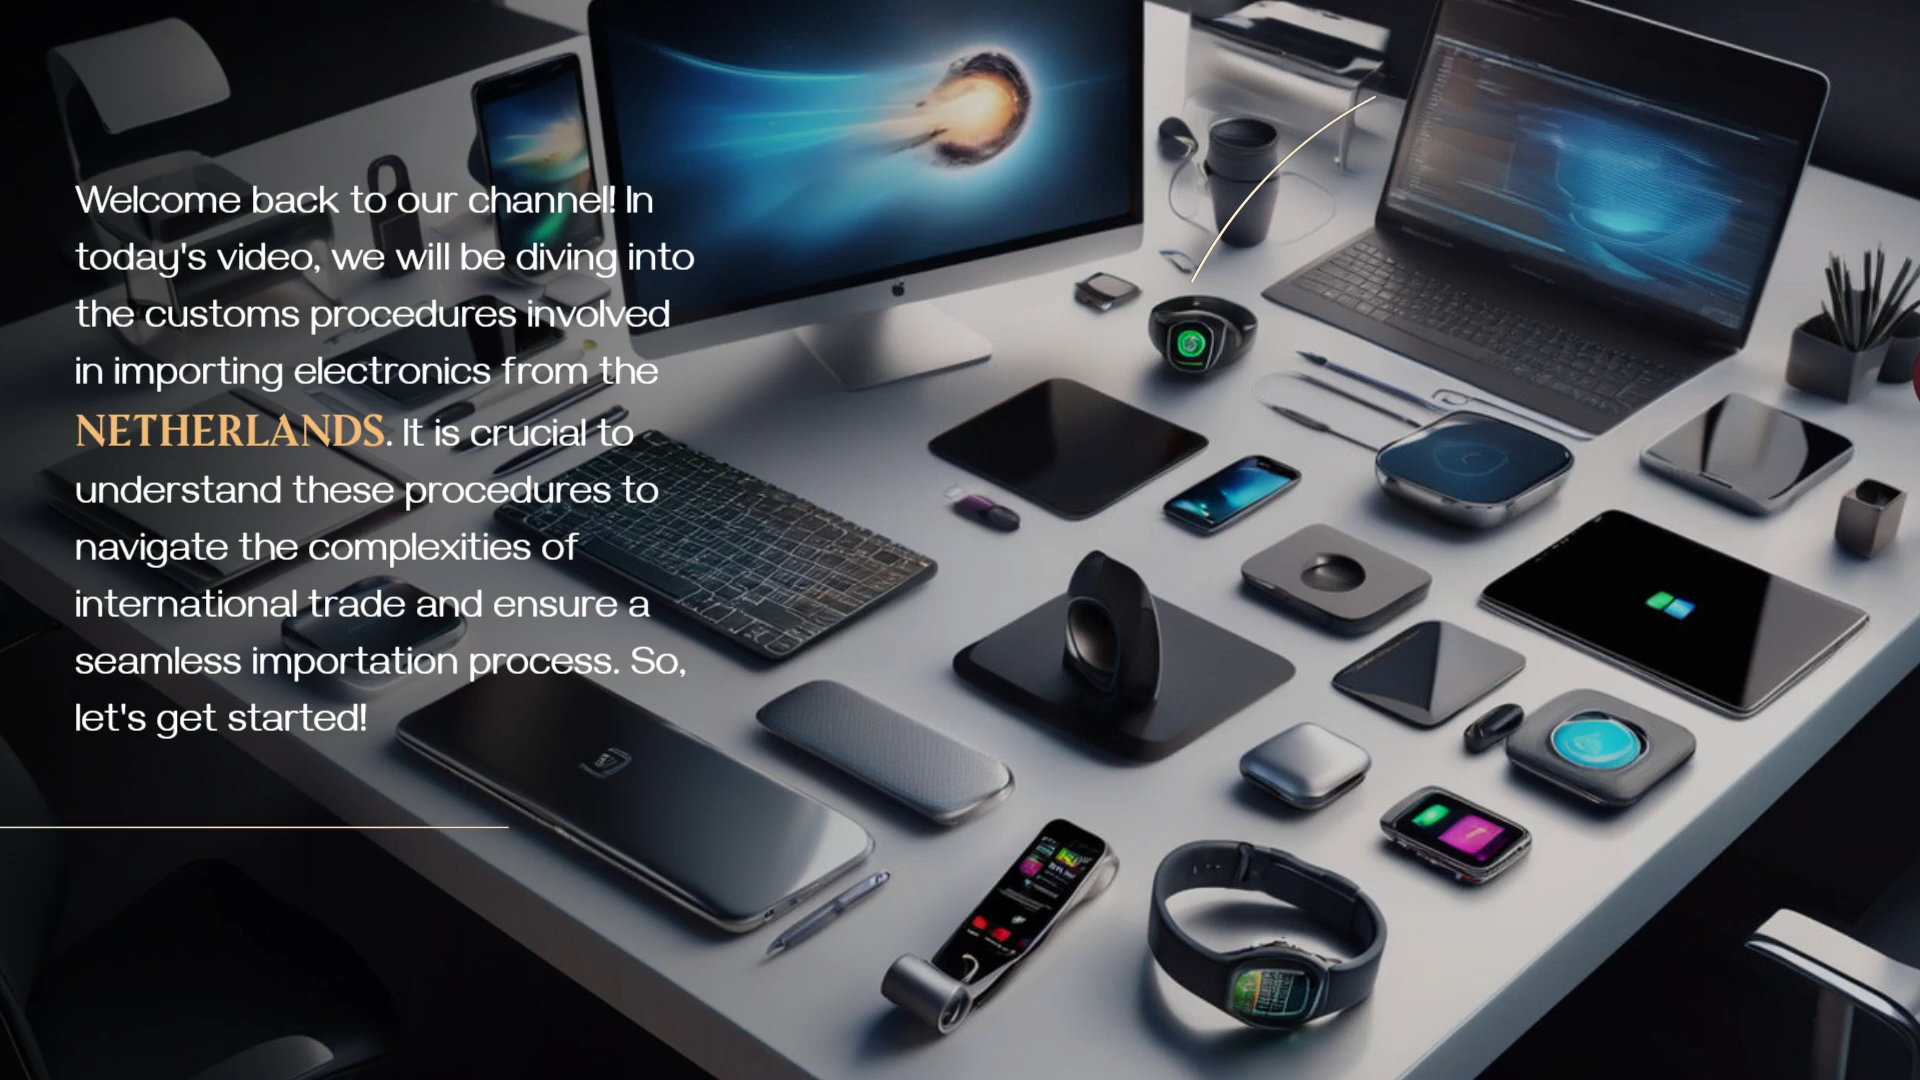 Welcome back to our channel! In
today's video, we will be diving into
the customs procedures involved
in importing electronics from the
NETHERLANDS. It is crucial to
understand these procedures to
navigate the complexities of
international trade and ensure a
seamless importation process. So,
let's get started!